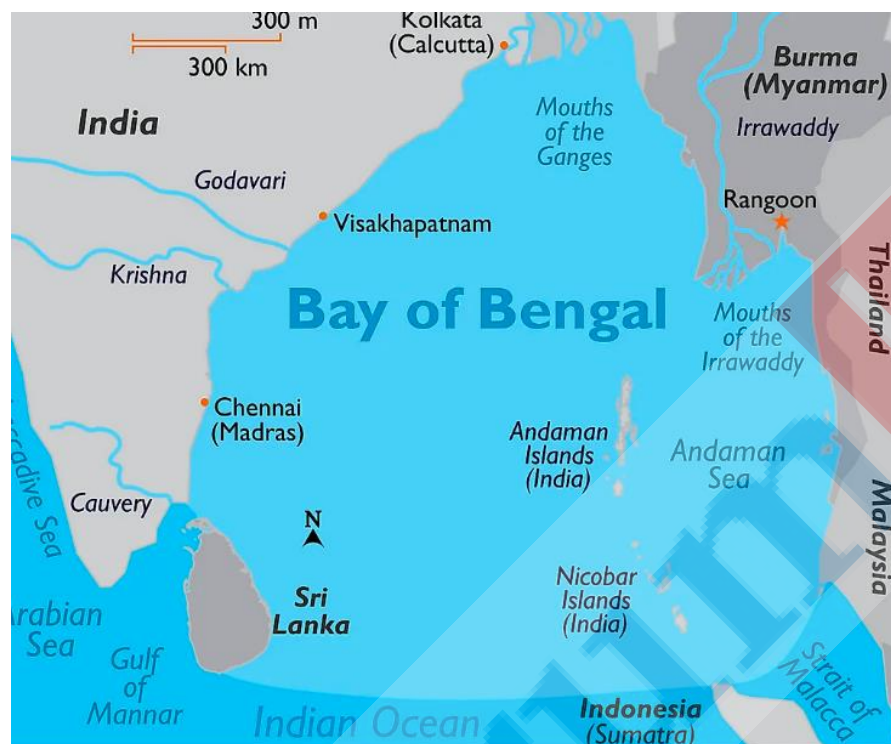 300 m
300 km
Kolkata
(Calcutta)
Burma
(Myanmar)
India
Mouths
of the
Ganges
Irrawaddy
Godavari
Rangoon
Visakhapatnam
Krishna
Thailand
Bay of Bengal
Mouths
of the
Irrawaddy
Chennai
(Madras)
Andaman
Islands
(India)
Andaman
Sea
Cauvery
Malaysia
N
Nicobar
Islands
(India)
Sri
Lanka
Arabian
Sea
Gulf
of
Mannar
Strait of
Malacca
Indian Ocean
Indonesia
(Sumatra)